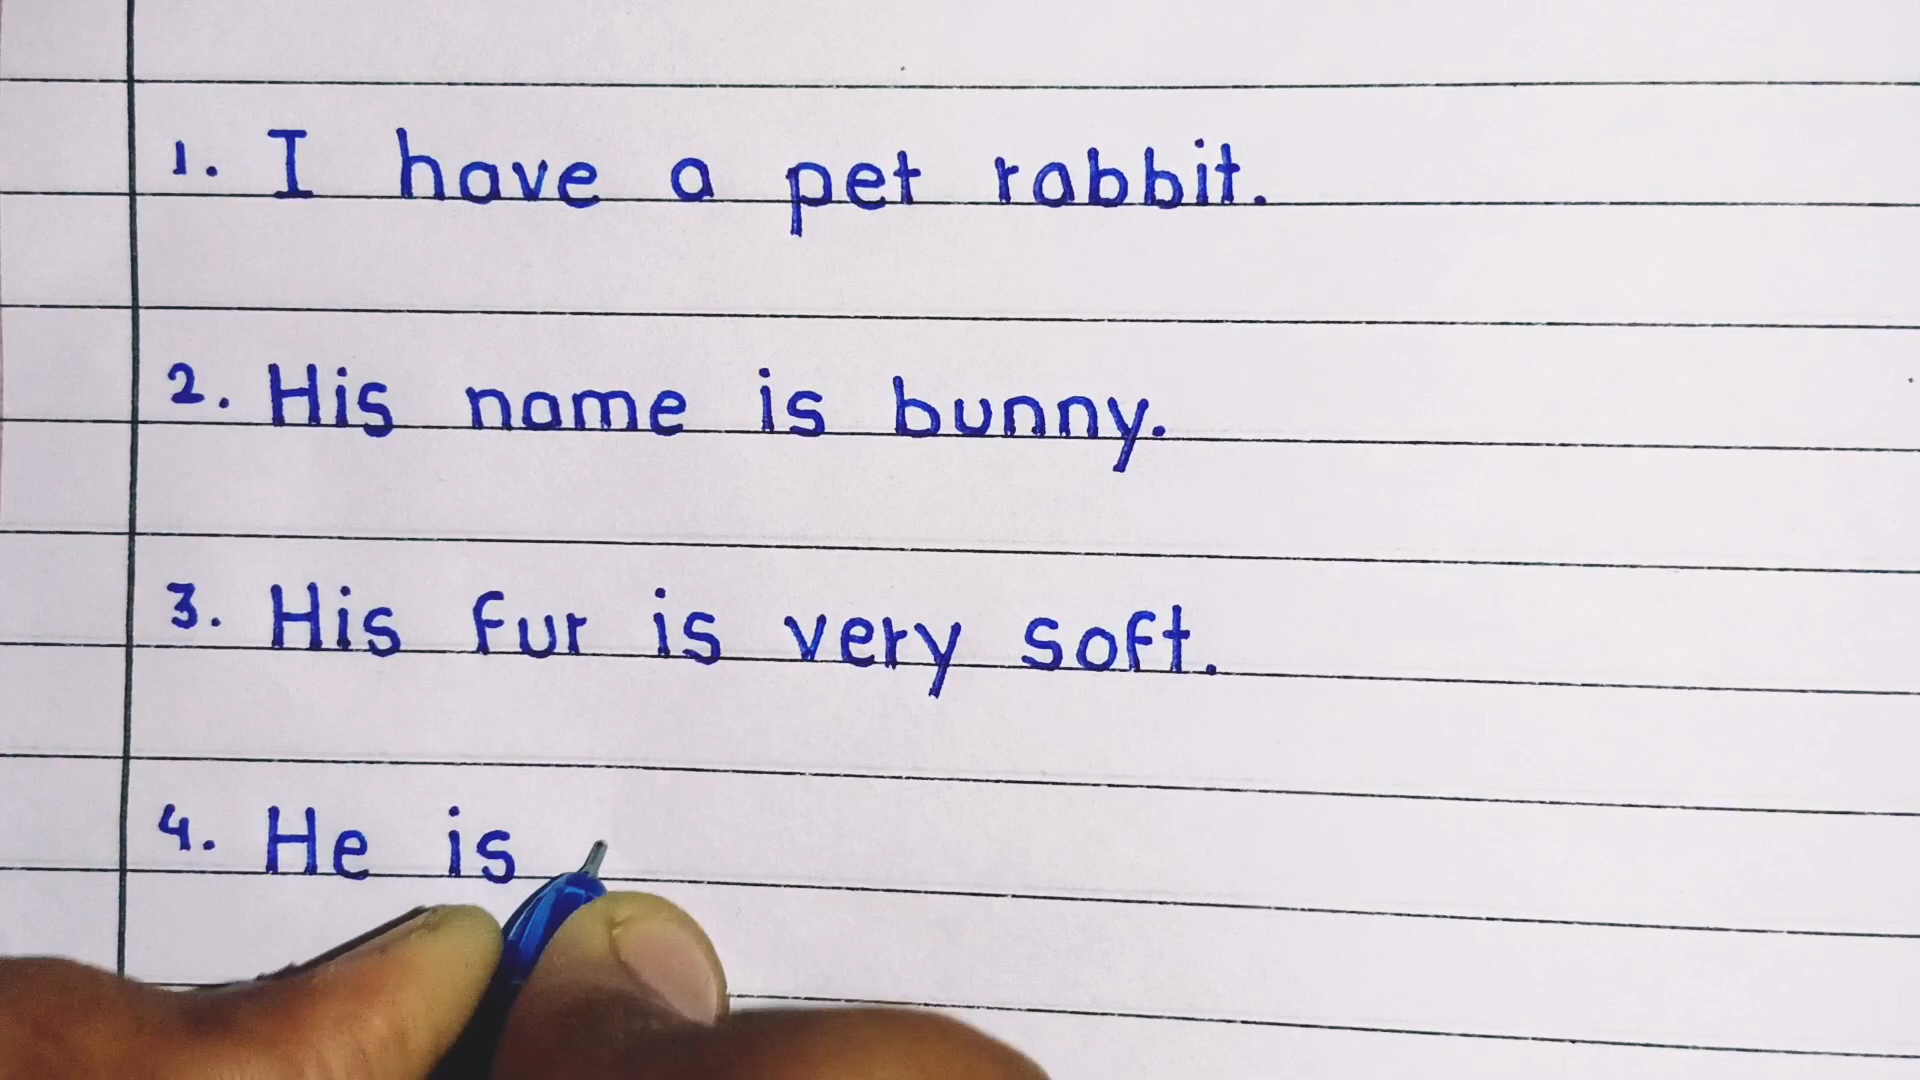 1. I have a pet rabbit.
2. His name is bunny.
3. His fur is very soft.
4. He is